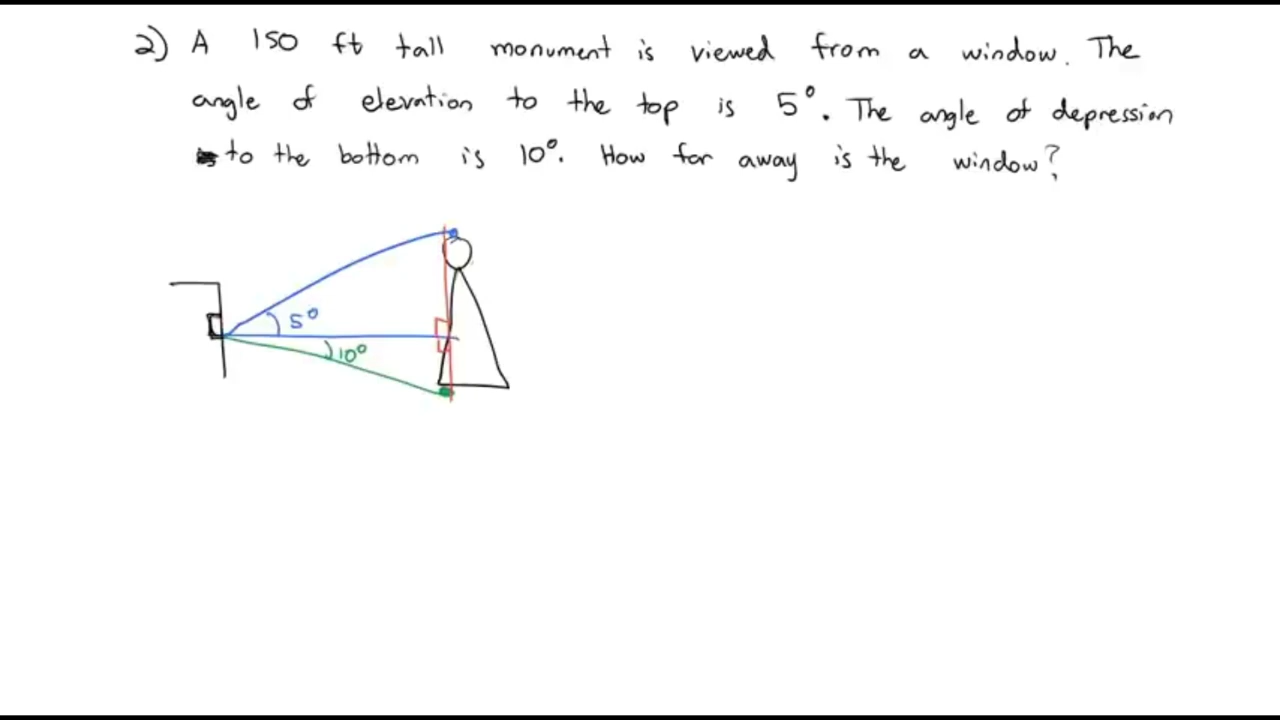 2) A 150 ft tall monument is viewed from a window. The
angle of elevation to the top is 5°. The angle of depression
to the bottom is 10°. How far away is the window?
5°
10°